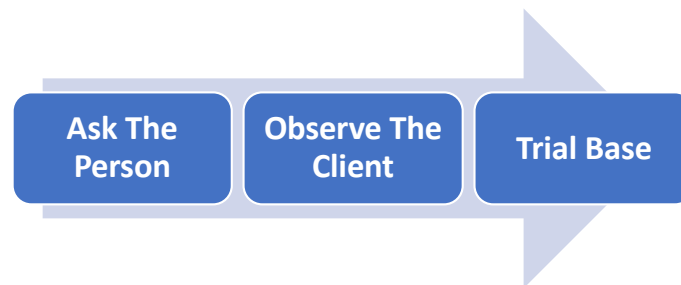 Ask The
Person
Observe The
Client
Trial Base